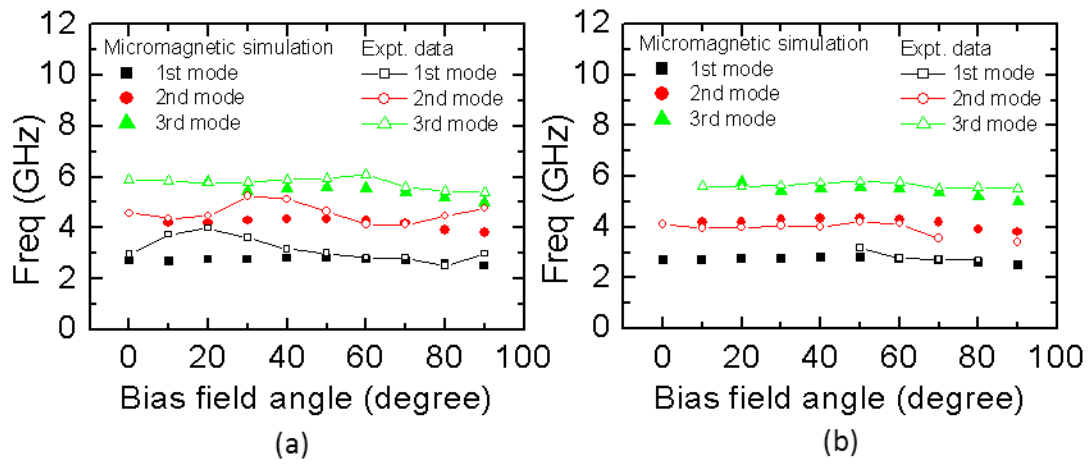 12
10
8
6
4
2
0
Freq (GHz)
Micromagnetic simulation Expt. data
1st mode 1st mode
2nd mode 2nd mode
3rd mode 3rd mode
0 20 40 60 80 100
Bias field angle (degree)
(a)
12
10
8
6
4
2
0
Freq (GHz)
Micromagnetic simulation Expt. data
1st mode 1st mode
2nd mode 2nd mode
3rd mode 3rd mode
0 20 40 60 80 100
Bias field angle (degree)
(b)